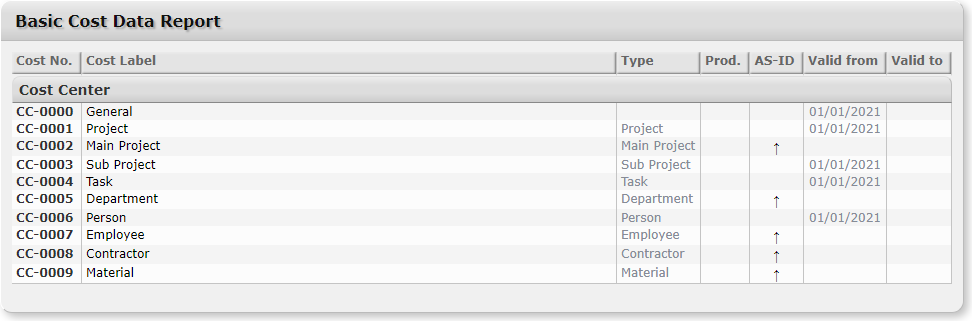 Basic Cost Data Report
Cost No. Cost Label Type Prod. AS-ID Valid from Valid to
Cost Center
CC-0000 General 01/01/2021
CC-0001 Project Project 01/01/2021
CC-0002 Main Project Main Project ↑
CC-0003 Sub Project Sub Project 01/01/2021
CC-0004 Task Task 01/01/2021
CC-0005 Department Department ↑
CC-0006 Person Person 01/01/2021
CC-0007 Employee Employee ↑
CC-0008 Contractor Contractor ↑
CC-0009 Material Material ↑